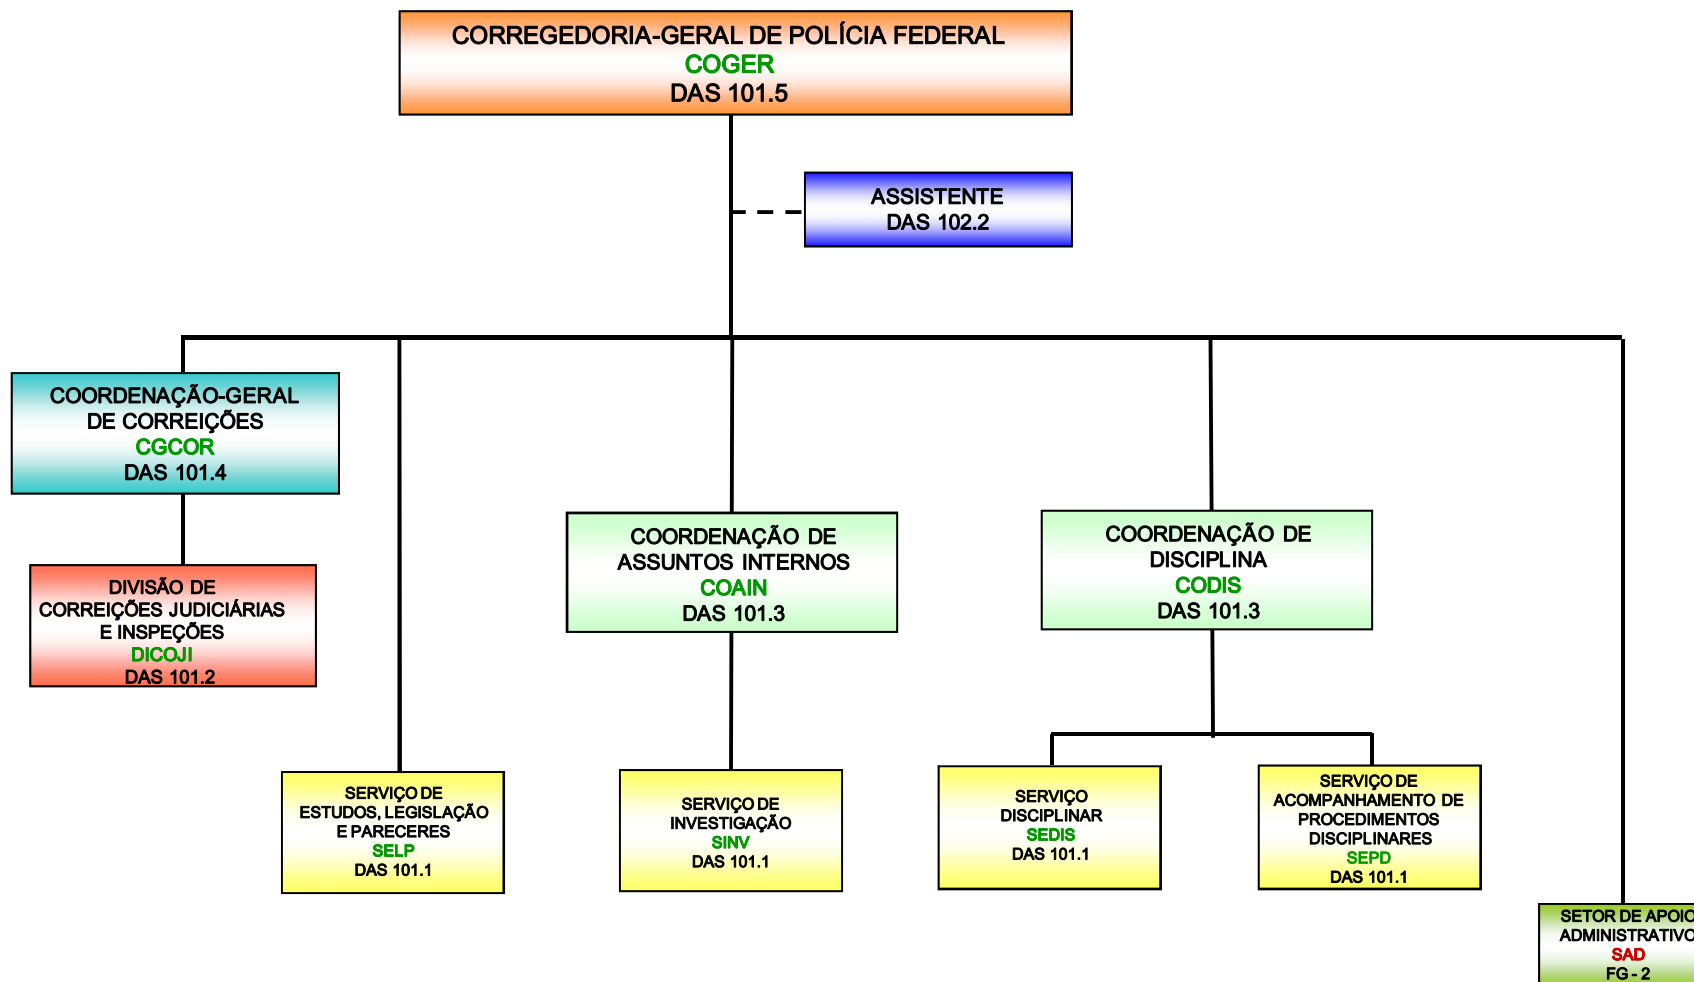 CORREGEDORIA-GERAL DE POLÍCIA FEDERAL
COGER
DAS 101.5
ASSISTENTE
DAS 102.2
COORDENAÇÃO-GERAL
DE CORREIÇÕES
CGCOR
DAS 101.4
DIVISÃO DE
CORREIÇÕES JUDICIÁRIAS
E INSPEÇÕES
DICOJI
DAS 101.2
COORDENAÇÃO DE
ASSUNTOS INTERNOS
COAIN
DAS 101.3
COORDENAÇÃO DE
DISCIPLINA
CODIS
DAS 101.3
SERVIÇO DE
ESTUDOS, LEGISLAÇÃO
E PARECERES
SELP
DAS 101.1
SERVIÇO DE
INVESTIGAÇÃO
SINV
DAS 101.1
SERVIÇO
DISCIPLINAR
SEDIS
DAS 101.1
SERVIÇO DE
ACOMPANHAMENTO DE
PROCEDIMENTOS
DISCIPLINARES
SEPD
DAS 101.1
SETOR DE APOIO
ADMINISTRATIVO
SAD
FG - 2